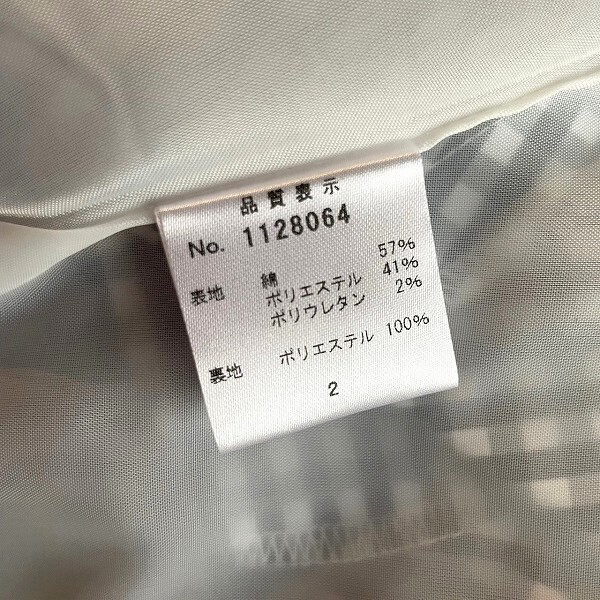 品質表示
No. 1128064
表地 綿 57%
ポリエステル 41%
ポリウレタン 2%
裏地 ポリエステル 100%
2